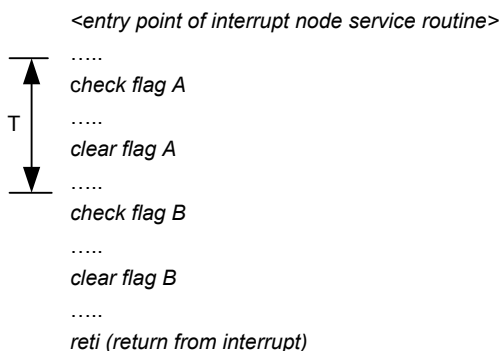 <entry point of interrupt node service routine>
…..
check flag A
T
…..
clear flag A
…..
check flag B
…..
clear flag B
…..
reti (return from interrupt)